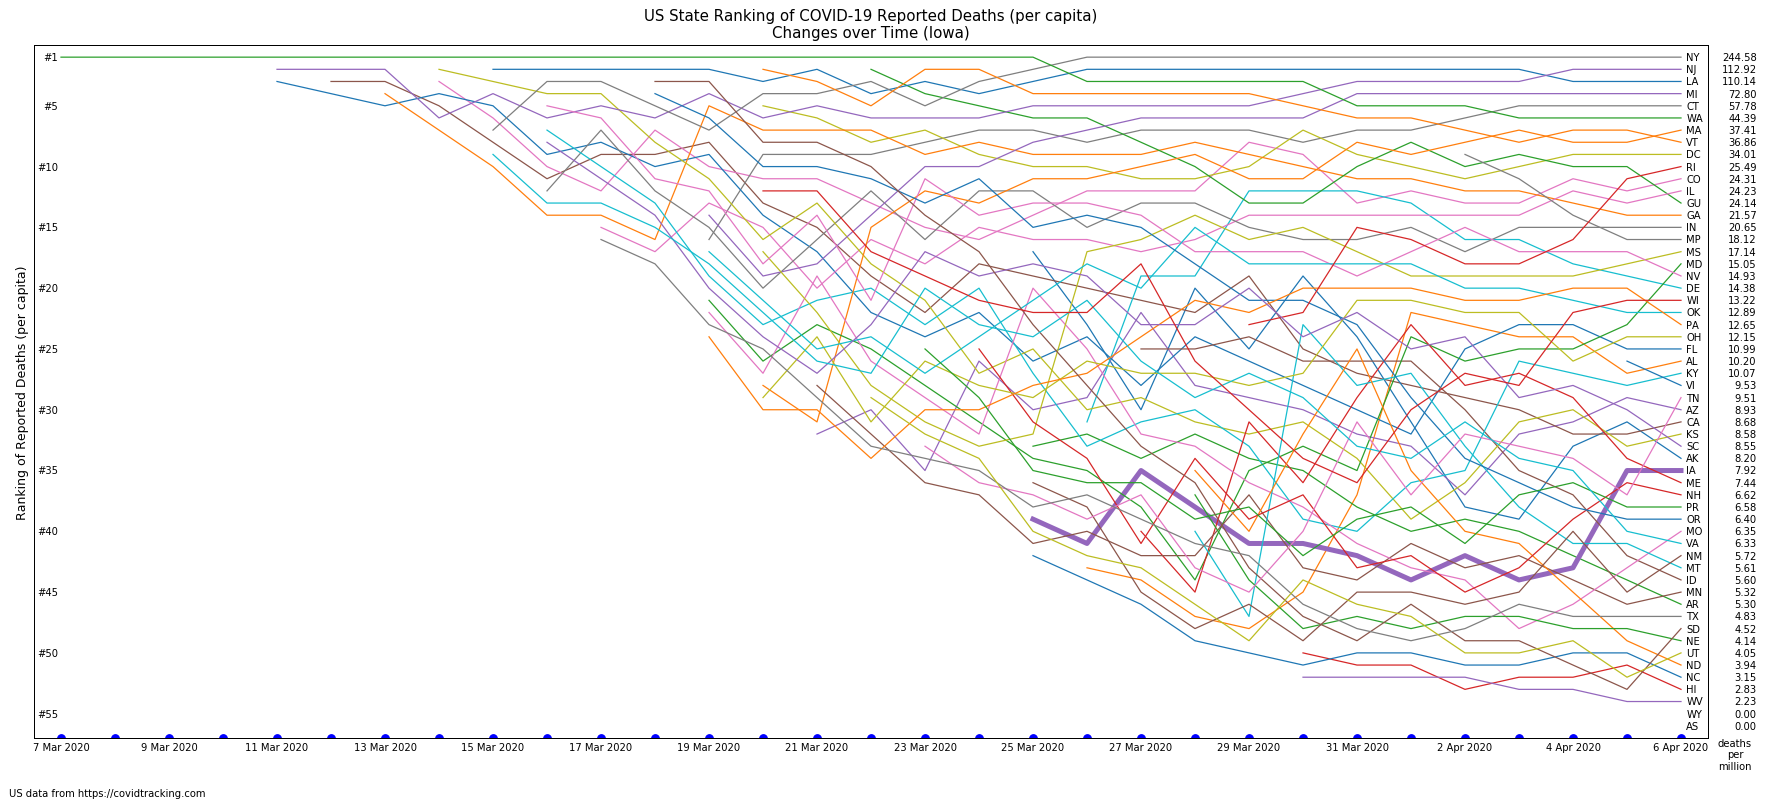 US State Ranking of COVID-19 Reported Deaths (per capita)
Changes over Time (Iowa)
Ranking of Reported Deaths (per capita)
#1
#5
#10
#15
#20
#25
#30
#35
#40
#45
#50
#55
NY 244.58
NJ 112.92
LA 110.14
MI 72.80
CT 57.78
WA 44.39
MA 37.41
VT 36.86
DC 34.01
RI 25.49
CO 24.31
IL 24.23
GU 24.14
GA 21.57
IN 20.65
MP 18.12
MS 17.14
MD 15.05
NV 14.93
DE 14.38
WI 13.22
OK 12.89
PA 12.65
OH 12.15
FL 10.99
AL 10.20
KY 10.07
VI 9.53
TN 9.51
AZ 8.93
CA 8.68
KS 8.58
SC 8.55
AK 8.20
IA 7.92
ME 7.44
NH 6.62
PR 6.58
OR 6.40
MO 6.35
VA 6.33
NM 5.72
MT 5.61
ID 5.60
MN 5.32
AR 5.30
TX 4.83
SD 4.52
NE 4.14
UT 4.05
ND 3.94
NC 3.15
HI 2.83
WV 2.23
WY 0.00
AS 0.00
7 Mar 2020 9 Mar 2020 11 Mar 2020 13 Mar 2020 15 Mar 2020 17 Mar 2020 19 Mar 2020 21 Mar 2020 23 Mar 2020 25 Mar 2020 27 Mar 2020 29 Mar 2020 31 Mar 2020 2 Apr 2020 4 Apr 2020 6 Apr 2020
deaths
per
million
US data from https://covidtracking.com